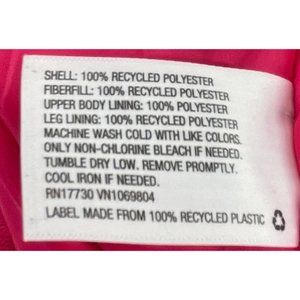 SHELL: 100% RECYCLED POLYESTER
FIBERFILL: 100% RECYCLED POLYESTER
UPPER BODY LINING: 100% POLYESTER
LEG LINING: 100% RECYCLED POLYESTER
MACHINE WASH COLD WITH LIKE COLORS.
ONLY NON-CHLORINE BLEACH IF NEEDED.
TUMBLE DRY LOW. REMOVE PROMPTLY.
COOL IRON IF NEEDED.
RN17730 VN1069804
LABEL MADE FROM 100% RECYCLED PLASTIC